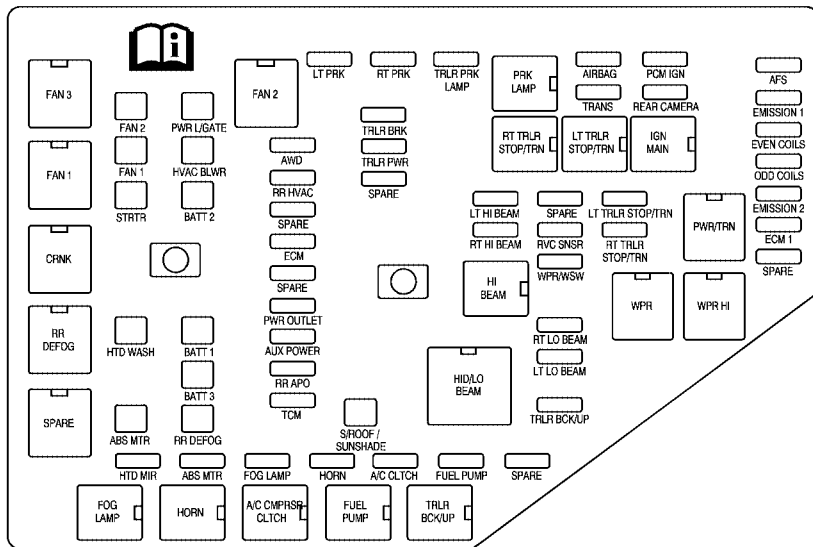 LT PRK
RT PRK
TRLR PRK
LAMP
AIRBAG
PCM IGN
AFS
FAN 3
FAN 2
PRK
LAMP
TRANS
REAR CAMERA
EMISSION 1
FAN 2
PWR L/GATE
TRLR BRK
RT TRLR
STOP/TRN
LT TRLR
STOP/TRN
IGN
MAIN
EVEN COILS
FAN 1
FAN 1
HVAC BLWR
AWD
TRLR PWR
ODD COILS
RR HVAC
SPARE
STRTR
BATT 2
SPARE
LT HI BEAM
SPARE
LT TRLR STOP/TRN
EMISSION 2
PWR/TRN
RT HI BEAM
RVC SNSR
RT TRLR
STOP/TRN
ECM 1
CRNK
ECM
SPARE
WPR/WSW
SPARE
HI
BEAM
WPR
WPR HI
PWR OUTLET
RR
DEFOG
HTD WASH
BATT 1
AUX POWER
RT LO BEAM
RR APO
LT LO BEAM
BATT 3
HID/LO
BEAM
TCM
TRLR BCK/UP
SPARE
ABS MTR
RR DEFOG
S/ROOF /
SUNSHADE
HTD MIR
ABS MTR
FOG LAMP
HORN
A/C CLTCH
FUEL PUMP
SPARE
FOG
LAMP
HORN
A/C CMPRSR
CLTCH
FUEL
PUMP
TRLR
BCK/UP